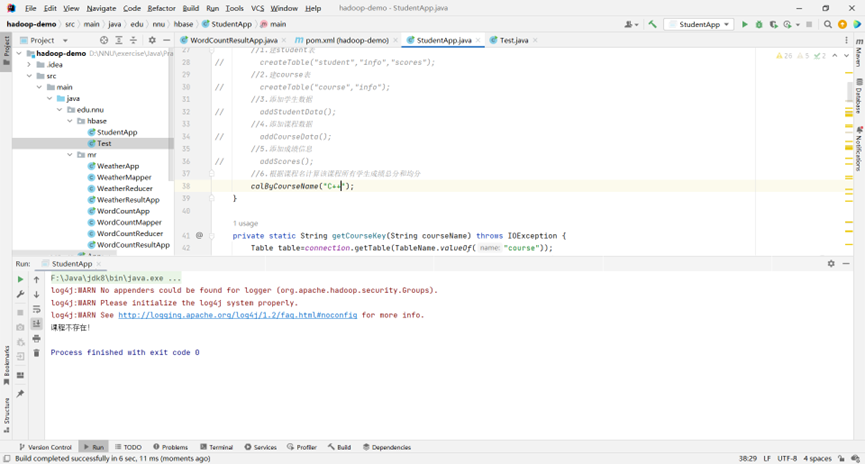 File Edit View Navigate Code Refactor Build Run Tools VCS Window Help hadoop-demo - StudentApp.java
hadoop-demo > src > main > java > edu > nnu > hbase > StudentApp > main StudentApp
Project
WordCountResultApp.java pom.xml (hadoop-demo) StudentApp.java Test.java
hadoop-demo D:\NNU\exercise\Java\Pra
.idea
src
main
java
edu.nnu
hbase
StudentApp
Test
mr
WeatherApp
WeatherMapper
WeatherReducer
WeatherResultApp
WordCountApp
WordCountMapper
WordCountReducer
WordCountResultApp
27 //1.建student表
28 // createTable("student","info","scores");
29 //2.建course表
30 // createTable("course","info");
31 //3.添加学生数据
32 // addStudentData();
33 //4.添加课程数据
34 // addCourseData();
35 //5.添加成绩信息
36 // addScores();
37 //6.根据课程名计算该课程所有学生成绩总分和均分
38 calByCourseName("C++");
39 }
40
1 usage
41 @ private static String getCourseKey(String courseName) throws IOException {
42 Table table=connection.getTable(TableName.valueOf( name: "course"));
26 5 2
Project
Bookmarks
Structure
Maven
Database
Notifications
Run: StudentApp
F:\Java\jdk8\bin\java.exe ...
log4j:WARN No appenders could be found for logger (org.apache.hadoop.security.Groups).
log4j:WARN Please initialize the log4j system properly.
log4j:WARN See http://logging.apache.org/log4j/1.2/faq.html#noconfig for more info.
课程不存在!
Process finished with exit code 0
Version Control Run TODO Problems Terminal Services Profiler Build Dependencies
Build completed successfully in 6 sec, 11 ms (moments ago) 38:29 LF UTF-8 4 spaces